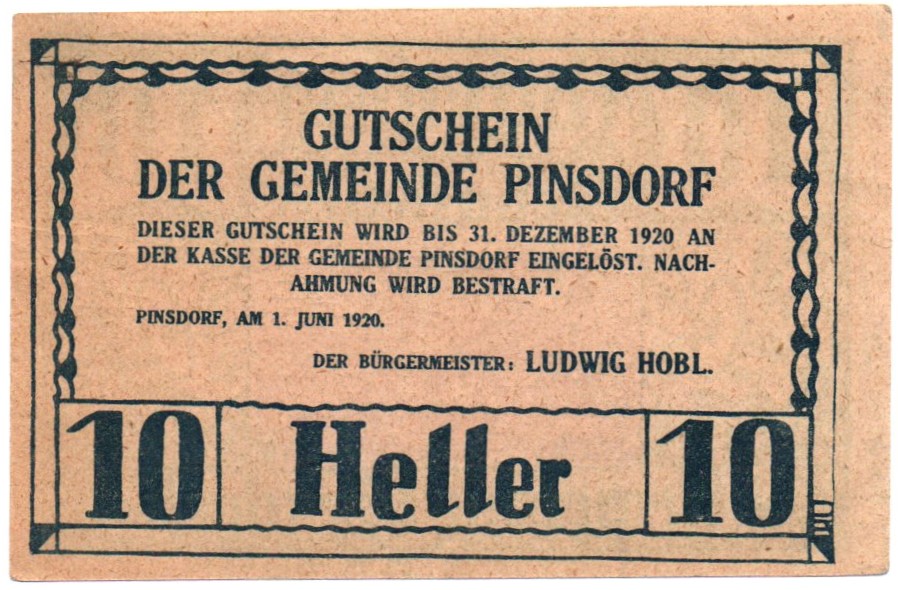 GUTSCHEIN
DER GEMEINDE PINSDORF
DIESER GUTSCHEIN WIRD BIS 31. DEZEMBER 1920 AN
DER KASSE DER GEMEINDE PINSDORF EINGELÖST. NACH-
AHMUNG WIRD BESTRAFT.
PINSDORF, AM 1. JUNI 1920.
DER BÜRGERMEISTER: LUDWIG HOBL.
10 Heller 10